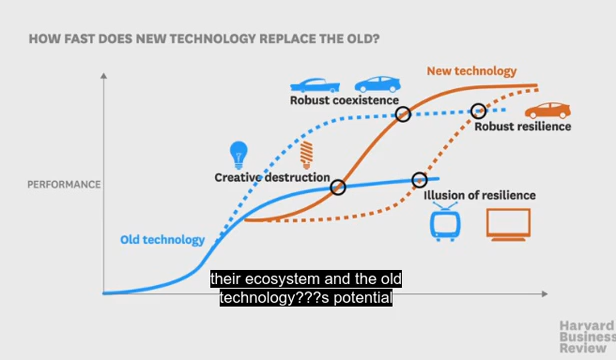 HOW FAST DOES NEW TECHNOLOGY REPLACE THE OLD?
New technology
Robust coexistence
Robust resilience
Creative destruction
PERFORMANCE
Illusion of resilience
Old technology
their ecosystem and the old
technology???s potential
Harvard
Business
Review